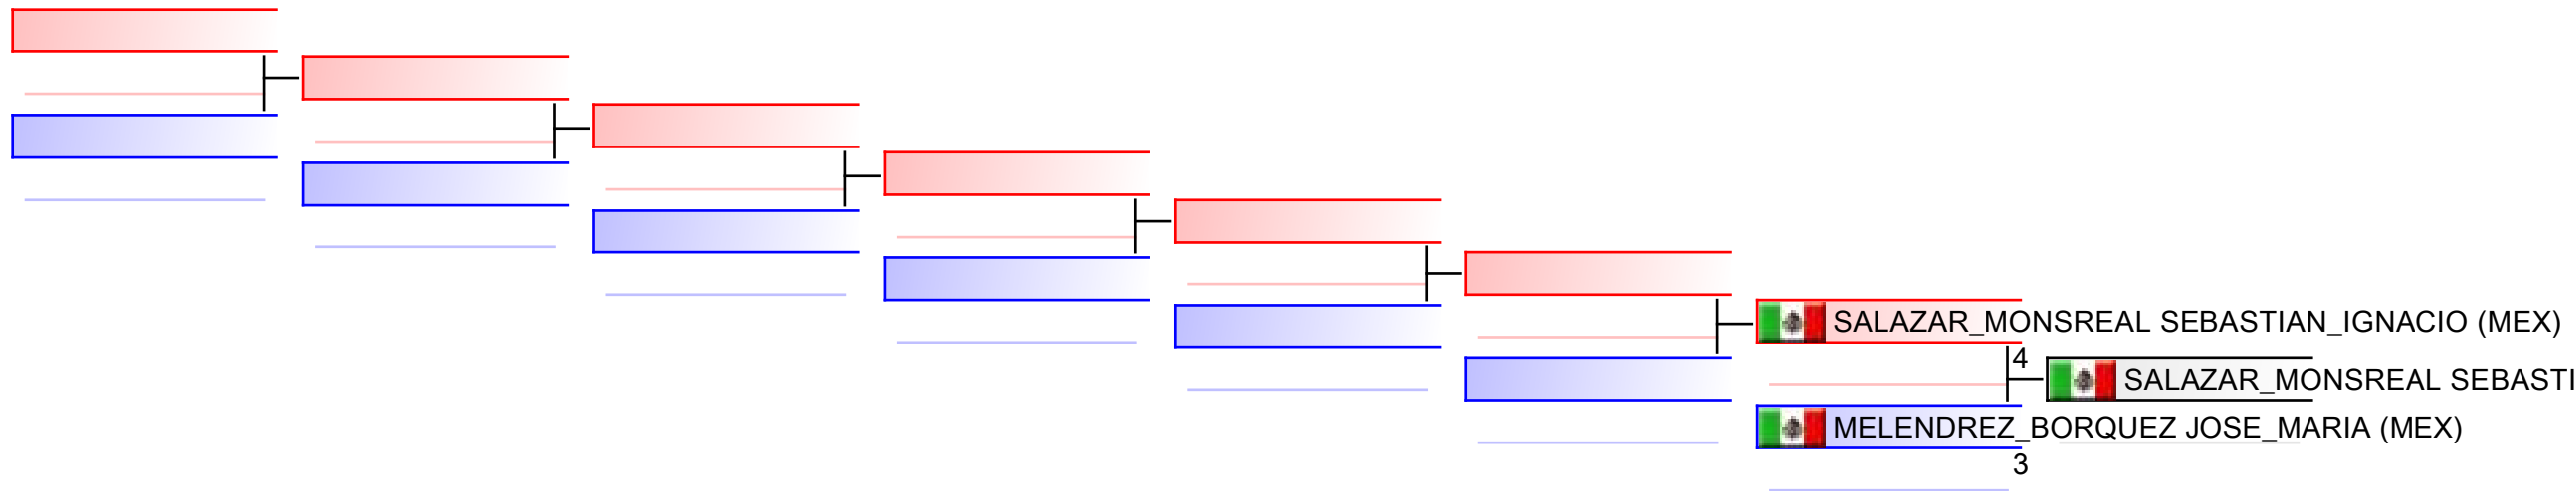 SALAZAR_MONSREAL SEBASTIAN_IGNACIO (MEX)
4
SALAZAR_MONSREAL SEBASTI
MELENDREZ_BORQUEZ JOSE_MARIA (MEX)
3